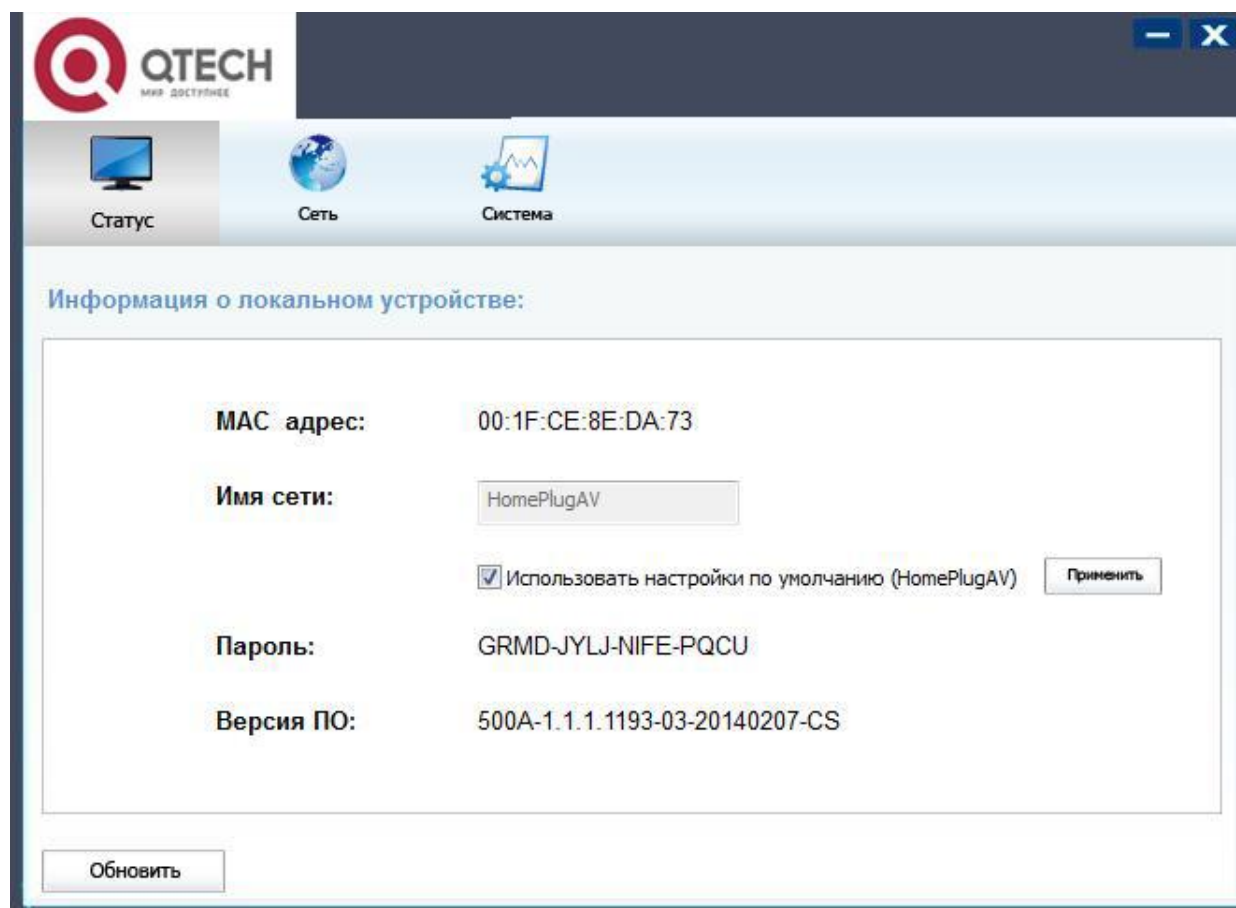 QTECH
МИР ДОСТУПНЕЕ
Статус
Сеть
Система
Информация о локальном устройстве:
MAC адрес: 00:1F:CE:8E:DA:73
Имя сети: HomePlugAV
Использовать настройки по умолчанию (HomePlugAV) Применить
Пароль: GRMD-JYLJ-NIFE-PQCU
Версия ПО: 500A-1.1.1.1193-03-20140207-CS
Обновить